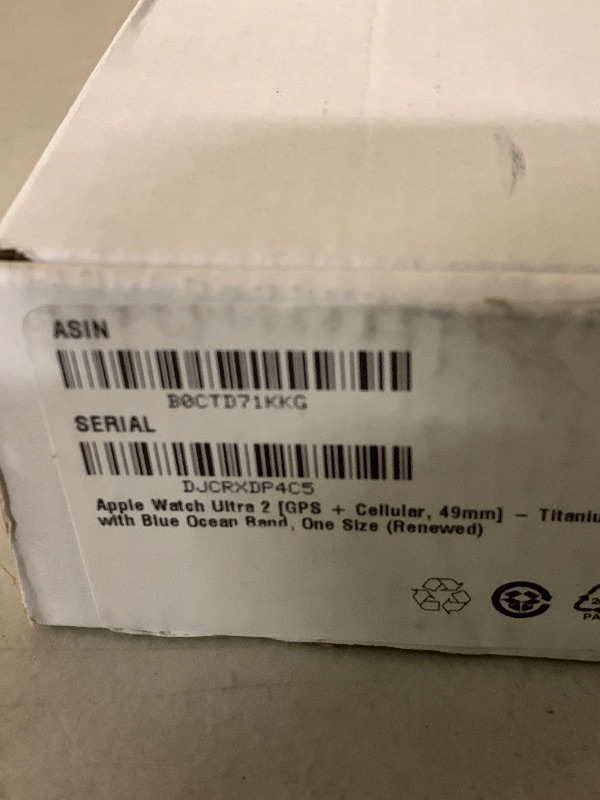 ASIN
B0CTD71KKG
SERIAL
DJCRXDP4C5
Apple Watch Ultra 2 [GPS + Cellular, 49mm] – Titaniu
with Blue Ocean Band, One Size (Renewed)
PA